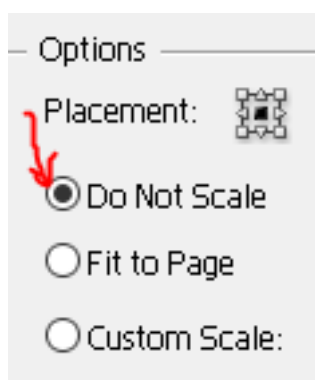 Options
Placement:
Do Not Scale
Fit to Page
Custom Scale: